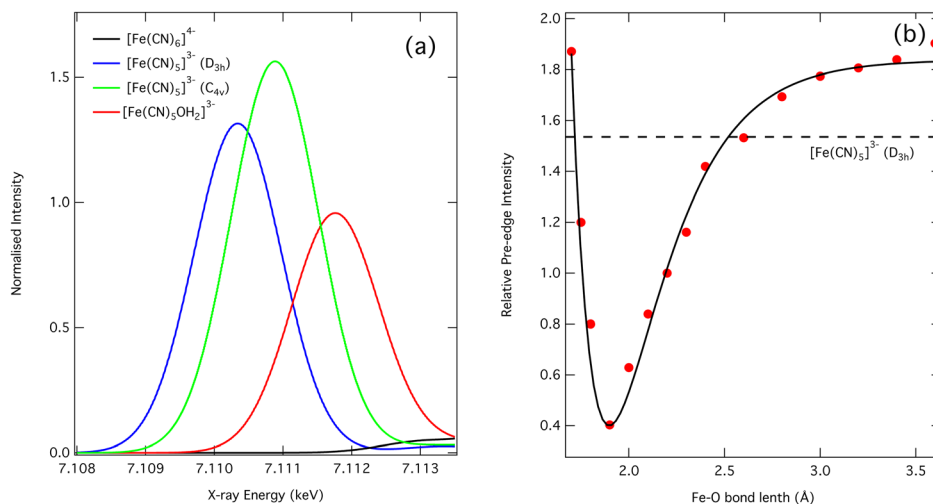 (a)
[Fe(CN)₆]⁴⁻
[Fe(CN)₅]³⁻ (D₃ₕ)
[Fe(CN)₅]³⁻ (C₄ᵥ)
[Fe(CN)₅OH₂]³⁻
Normalised Intensity
1.5
1.0
0.5
0.0
7.108
7.109
7.110
7.111
7.112
7.113
X-ray Energy (keV)
(b)
Relative Pre-edge Intensity
2.0
1.8
1.6
1.4
1.2
1.0
0.8
0.6
0.4
[Fe(CN)₅]³⁻ (D₃ₕ)
2.0
2.5
3.0
3.5
Fe-O bond lenth (Å)